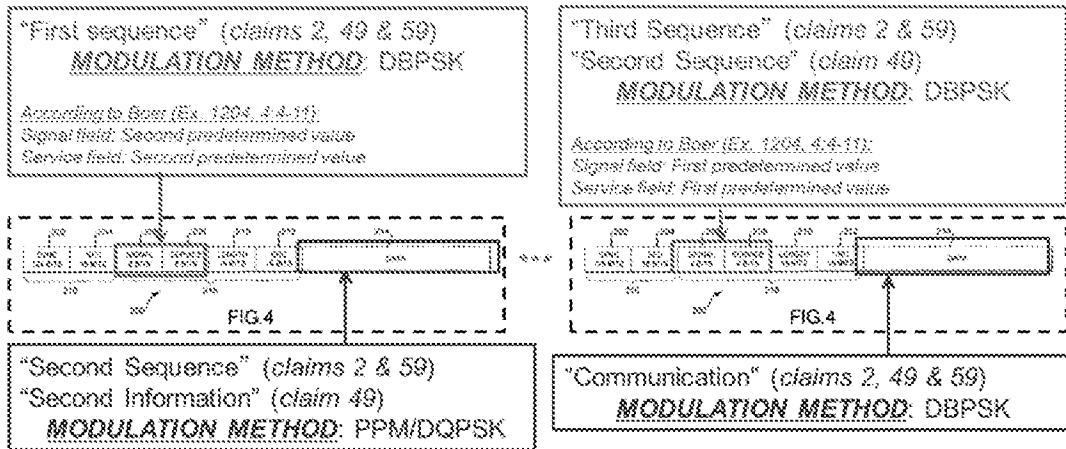 "First sequence" (claims 2, 49 & 59)
MODULATION METHOD: DBPSK
According to Boer (Ex. 1204, 4:4-11):
Signal field: Second predetermined value
Service field: Second predetermined value
"Third Sequence" (claims 2 & 59)
"Second Sequence" (claim 49)
MODULATION METHOD: DBPSK
According to Boer (Ex. 1204, 4:4-11):
Signal field: First predetermined value
Service field: First predetermined value
DATA
FIG.4
DATA
FIG.4
"Second Sequence" (claims 2 & 59)
"Second Information" (claim 49)
MODULATION METHOD: PPM/DQPSK
"Communication" (claims 2, 49 & 59)
MODULATION METHOD: DBPSK